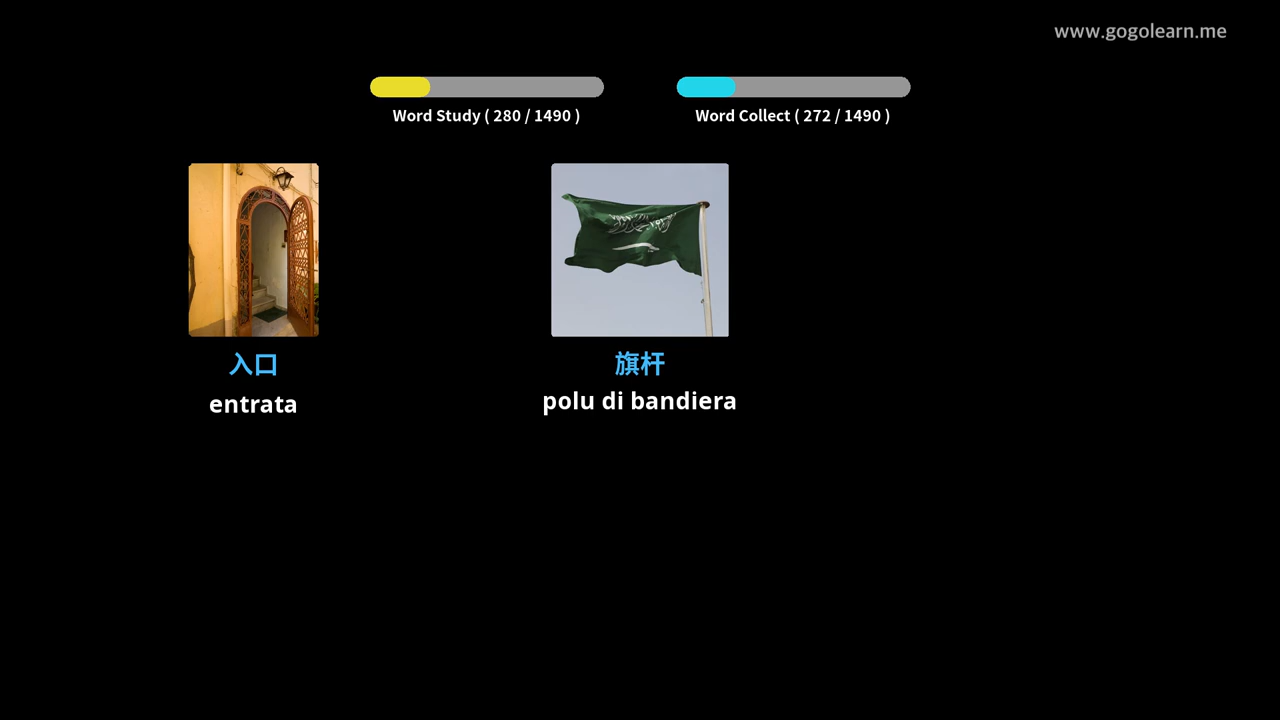 www.gogolearn.me
Word Study ( 280 / 1490 )
Word Collect ( 272 / 1490 )
入口
entrata
旗杆
polu di bandiera